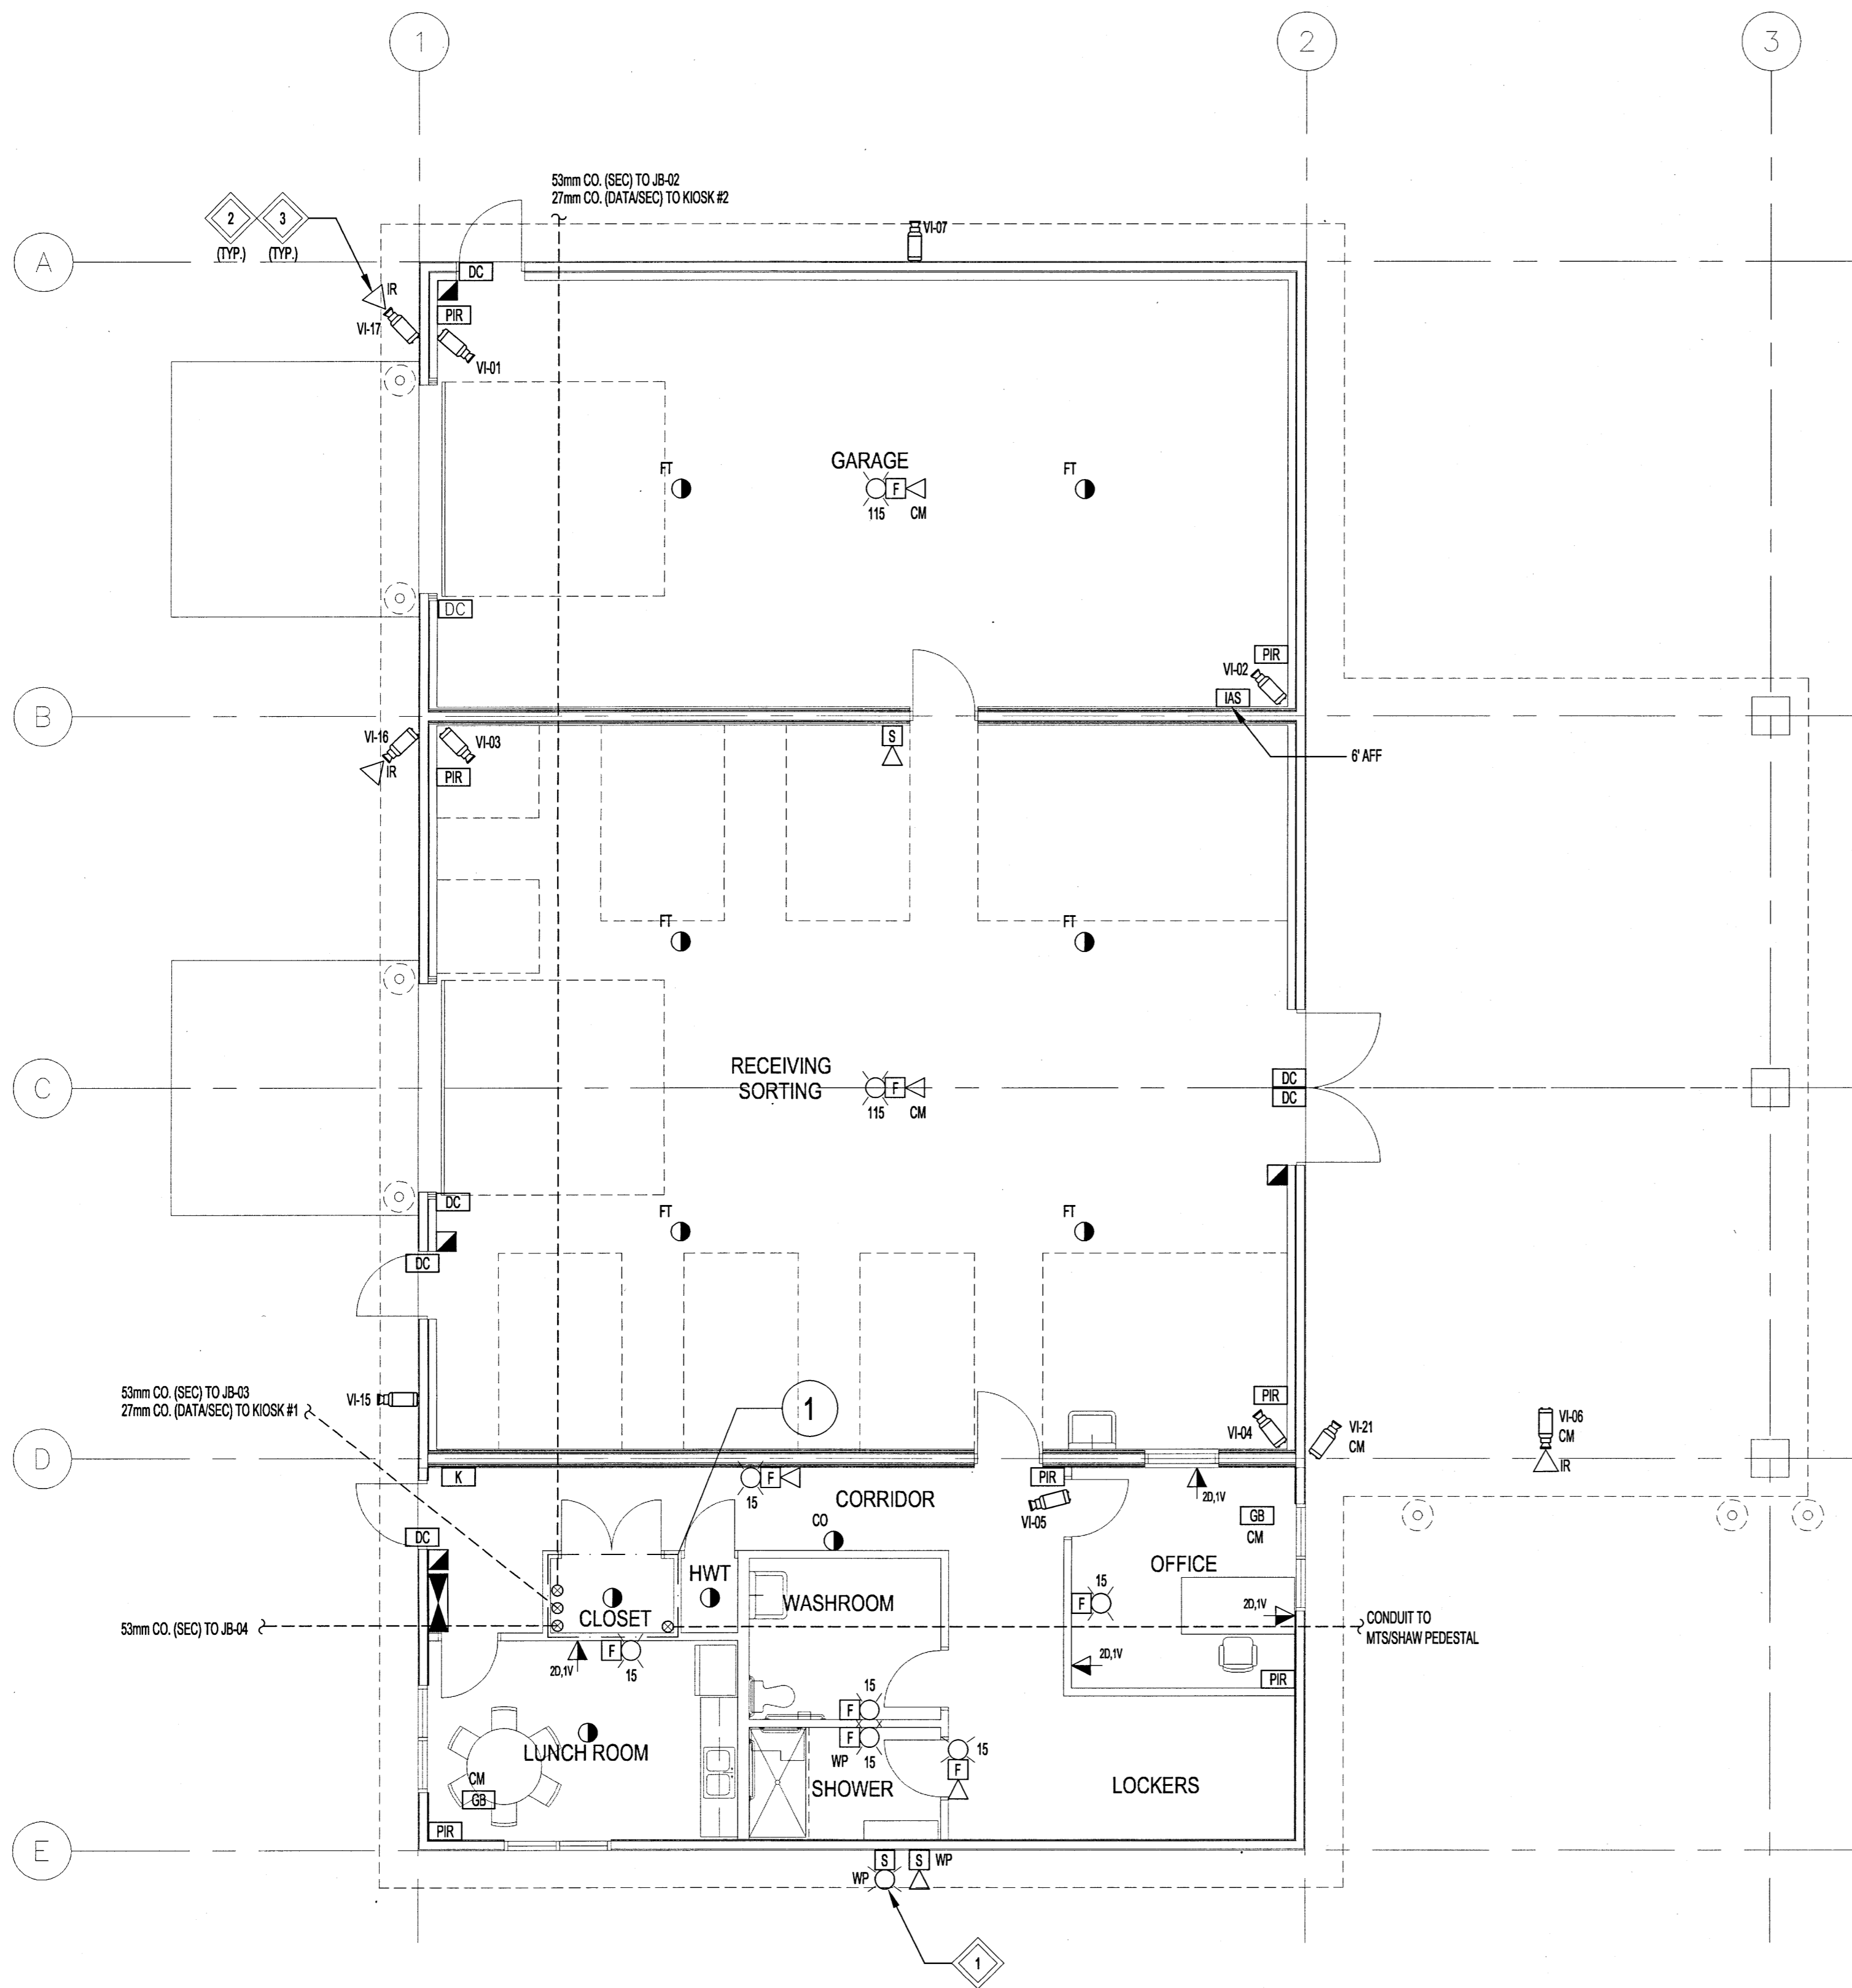 1
2
3
53mm CO. (SEC) TO JB-02
27mm CO. (DATA/SEC) TO KIOSK #2
2
3
(TYP.)
(TYP.)
VI-07
A
DC
IR
PIR
VI-17
VI-01
GARAGE
FT
FT
F
115
CM
DC
PIR
VI-02
IAS
B
VI-16
VI-03
S
6' AFF
IR
PIR
FT
FT
RECEIVING
SORTING
C
DC
DC
F
115
CM
DC
FT
FT
DC
53mm CO. (SEC) TO JB-03
27mm CO. (DATA/SEC) TO KIOSK #1
VI-15
1
PIR
VI-04
VI-21
CM
VI-06
CM
IR
D
K
F
15
CORRIDOR
PIR
VI-05
2D,1V
GB
CM
CO
DC
OFFICE
HWT
WASHROOM
CLOSET
15
F
2D,1V
53mm CO. (SEC) TO JB-04
CONDUIT TO
MTS/SHAW PEDESTAL
2D,1V
F
15
2D,1V
PIR
15
F
F
WP
15
15
F
LUNCH ROOM
CM
GB
SHOWER
LOCKERS
PIR
E
S
S
WP
WP
1